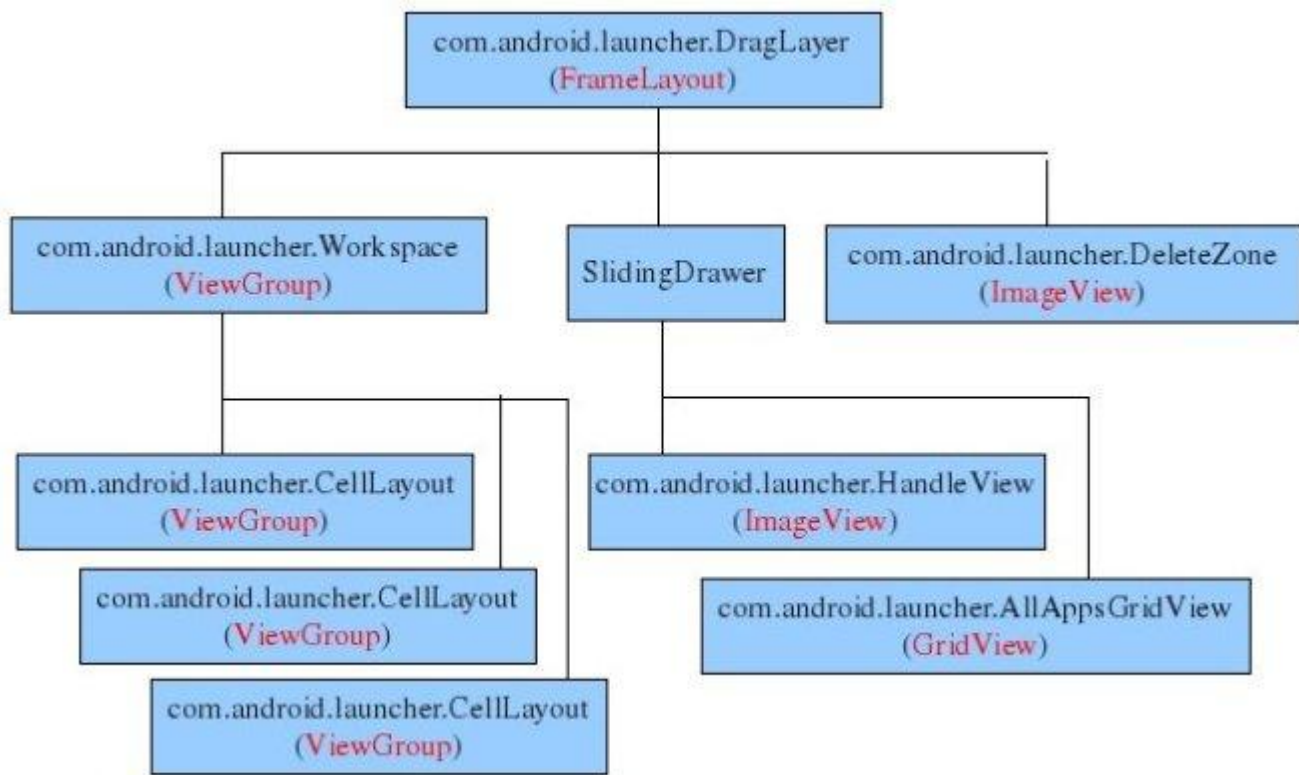 com.android.launcher.DragLayer
(FrameLayout)
com.android.launcher.Workspace
(ViewGroup)
SlidingDrawer
com.android.launcher.DeleteZone
(ImageView)
com.android.launcher.CellLayout
(ViewGroup)
com.android.launcher.HandleView
(ImageView)
com.android.launcher.CellLayout
(ViewGroup)
com.android.launcher.AllAppsGridView
(GridView)
com.android.launcher.CellLayout
(ViewGroup)